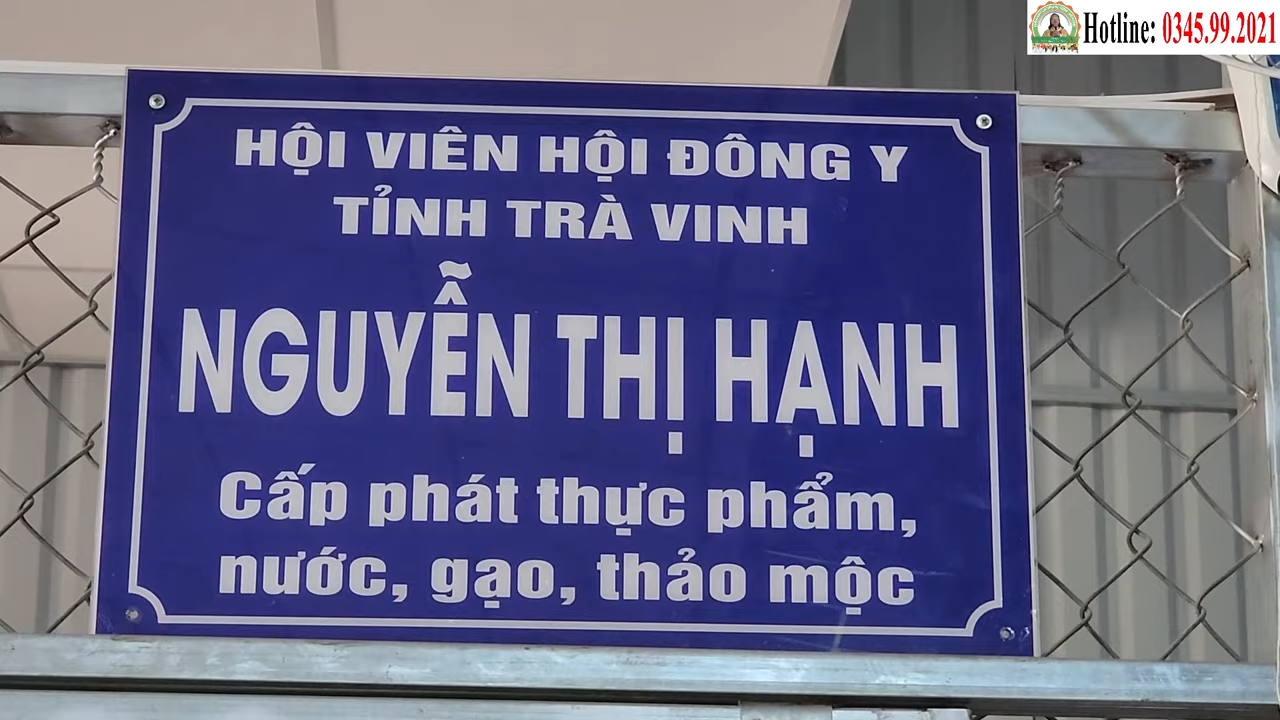 Hotline: 0345.99.2021
HỘI VIÊN HỘI ĐÔNG Y
TỈNH TRÀ VINH
NGUYỄN THỊ HẠNH
Cấp phát thực phẩm,
nước, gạo, thảo mộc